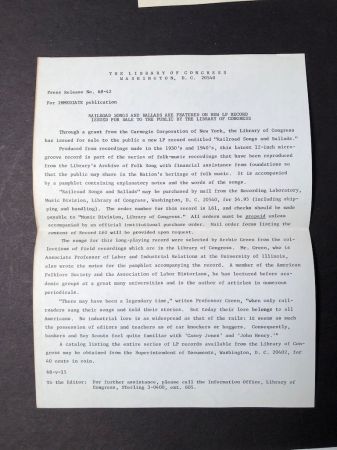 THE LIBRARY OF CONGRESS
WASHINGTON, D.C. 20540
Press Release No. 68-42
For IMMEDIATE publication
RAILROAD SONGS AND BALLADS ARE FEATURED ON NEW LP RECORD
ISSUED FOR SALE TO THE PUBLIC BY THE LIBRARY OF CONGRESS
Through a grant from the Carnegie Corporation of New York, the Library of Congress
has issued for sale to the public a new LP record entitled "Railroad Songs and Ballads."
Produced from recordings made in the 1930's and 1940's, this latest 12-inch micro-
groove record is part of the series of folk-music recordings that have been reproduced
from the Library's Archive of Folk Song with financial assistance from foundations so
that the public may share in the Nation's heritage of folk music. It is accompanied
by a pamphlet containing explanatory notes and the words of the songs.
"Railroad Songs and Ballads" may be purchased by mail from the Recording Laboratory,
Music Division, Library of Congress, Washington, D.C. 20540, for $4.95 (including ship-
ping and handling). The order number for this record is L61, and checks should be made
payable to "Music Division, Library of Congress." All orders must be prepaid unless
accompanied by an official institutional purchase order. Mail order forms listing the
content of Record L61 will be provided upon request.
The songs for this long-playing record were selected by Archie Green from the col-
lections of field recordings which are in the Library of Congress. Mr. Green, who is
Associate Professor of Labor and Industrial Relations at the University of Illinois,
also wrote the notes for the pamphlet accompanying the record. A member of the American
Folklore Society and the Association of Labor Historians, he has lectured before aca-
demic groups at a great many universities and is the author of articles in numerous
periodicals.
"There may have been a legendary time," writes Professor Green, "when only rail-
roaders sang their songs and told their stories. But today their lore belongs to all
Americans. No industrial lore is as widespread as that of the rails; it seems as much
the possession of editors and teachers as of car knockers or hoggers. Consequently,
bankers and Boy Scouts feel quite familiar with 'Casey Jones' and 'John Henry.'"
A catalog listing the entire series of LP records available from the Library of Con-
gress may be obtained from the Superintendent of Documents, Washington, D.C. 20402, for
40 cents in coin.
To the Editor: For further assistance, please call the Information Office, Library of
Congress, STerling 3-0400, ext. 605.